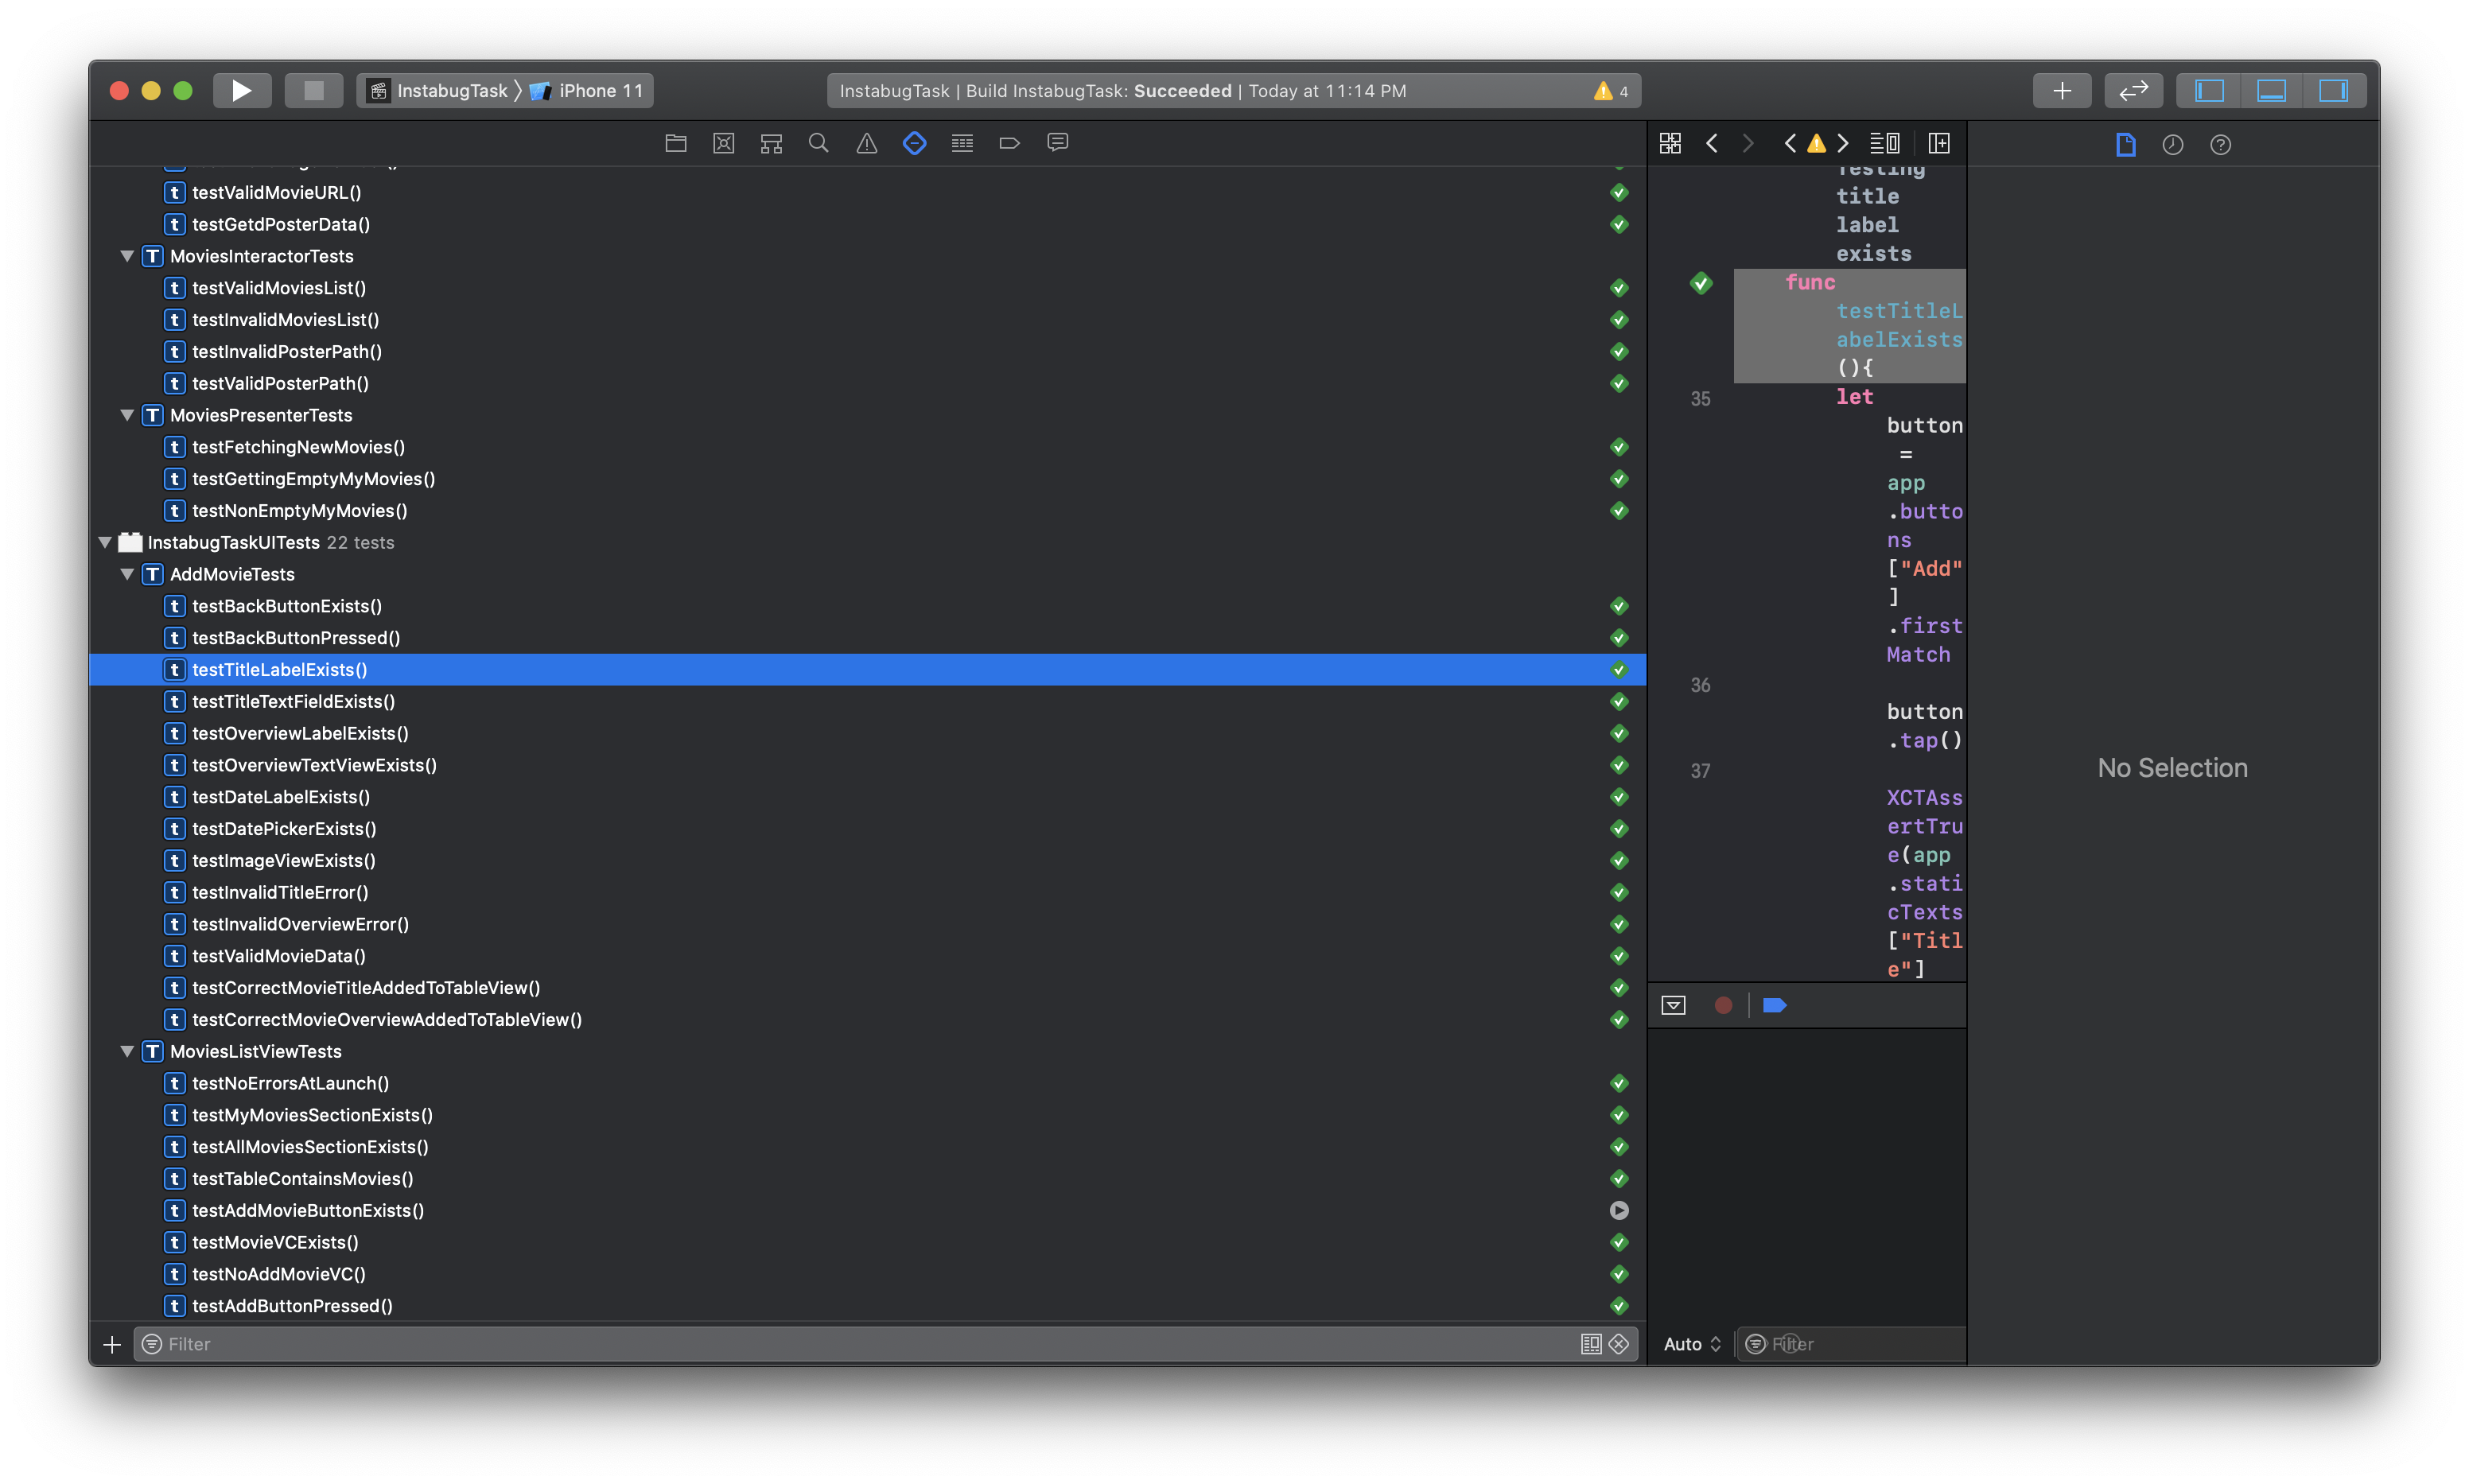 InstabugTask iPhone 11
InstabugTask | Build InstabugTask: Succeeded | Today at 11:14 PM
4
t testValidMovieURL()
t testGetdPosterData()
T MoviesInteractorTests
t testValidMoviesList()
t testInvalidMoviesList()
t testInvalidPosterPath()
t testValidPosterPath()
T MoviesPresenterTests
t testFetchingNewMovies()
t testGettingEmptyMyMovies()
t testNonEmptyMyMovies()
InstabugTaskUITests 22 tests
T AddMovieTests
t testBackButtonExists()
t testBackButtonPressed()
t testTitleLabelExists()
t testTitleTextFieldExists()
t testOverviewLabelExists()
t testOverviewTextViewExists()
t testDateLabelExists()
t testDatePickerExists()
t testImageViewExists()
t testInvalidTitleError()
t testInvalidOverviewError()
t testValidMovieData()
t testCorrectMovieTitleAddedToTableView()
t testCorrectMovieOverviewAddedToTableView()
T MoviesListViewTests
t testNoErrorsAtLaunch()
t testMyMoviesSectionExists()
t testAllMoviesSectionExists()
t testTableContainsMovies()
t testAddMovieButtonExists()
t testMovieVCExists()
t testNoAddMovieVC()
t testAddButtonPressed()
Filter
Testing
title
label
exists
func
testTitleL
abelExists
(){
35 let
button
=
app
.butto
ns
["Add"
]
.first
Match
36
button
.tap()
37
XCTAss
ertTru
e(app
.stati
cTexts
["Titl
e"]
Auto
Filter
No Selection